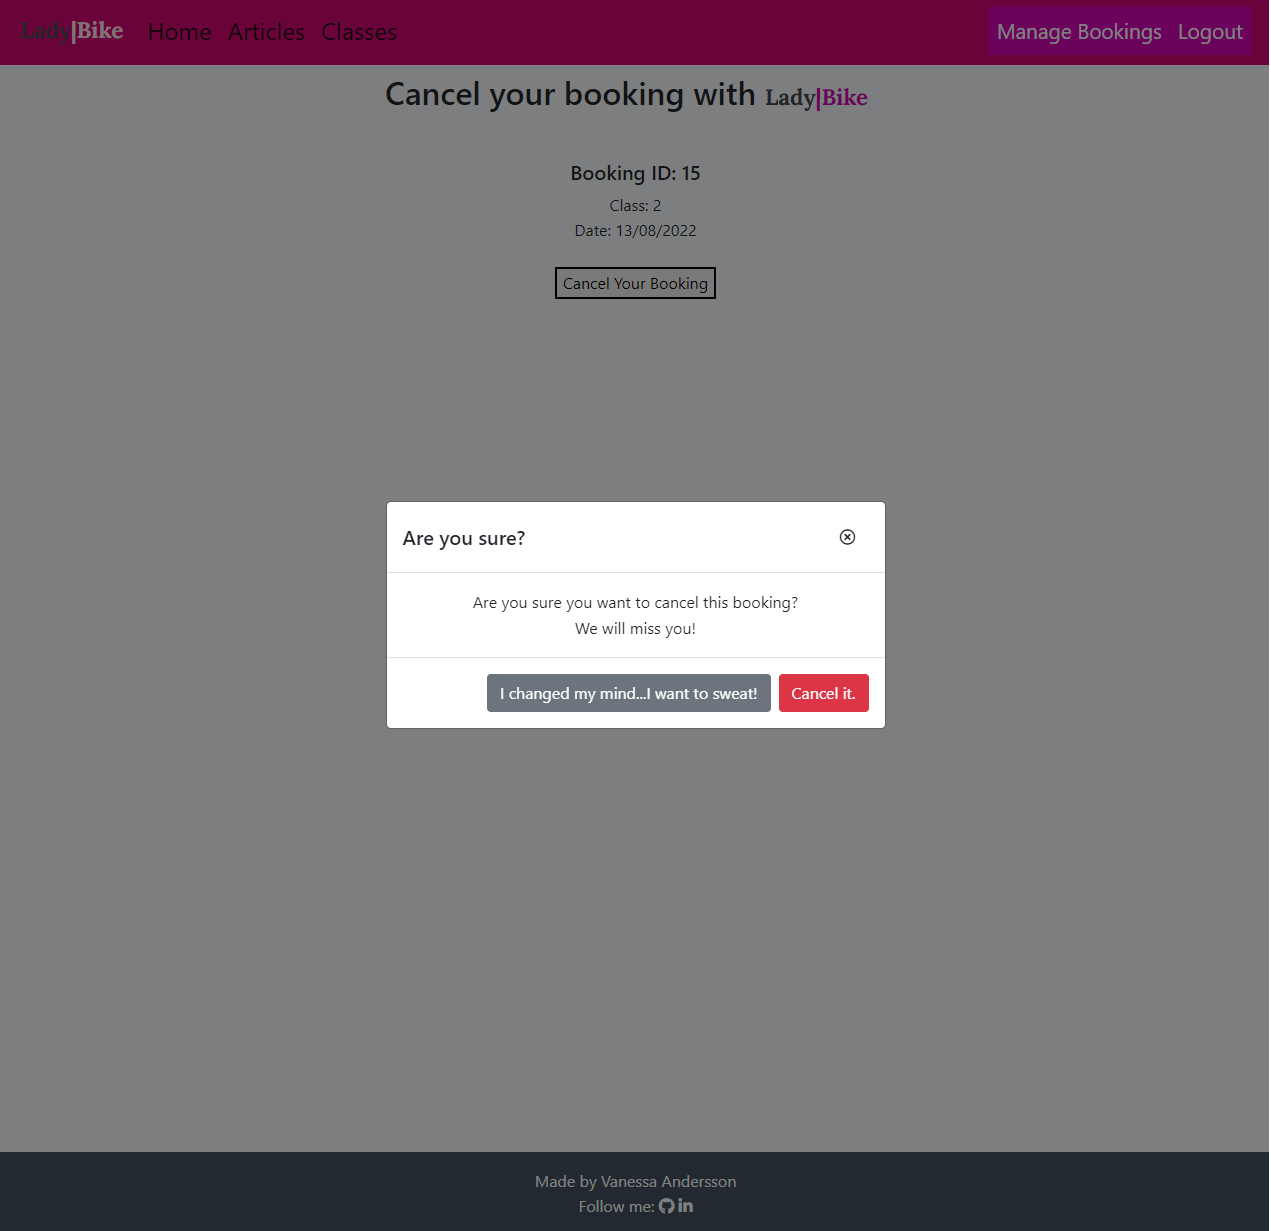 Lady|Bike Home Articles Classes Manage Bookings Logout
Cancel your booking with Lady|Bike
Booking ID: 15
Class: 2
Date: 13/08/2022
Cancel Your Booking
Are you sure?
Are you sure you want to cancel this booking?
We will miss you!
I changed my mind...I want to sweat! Cancel it.
Made by Vanessa Andersson
Follow me: